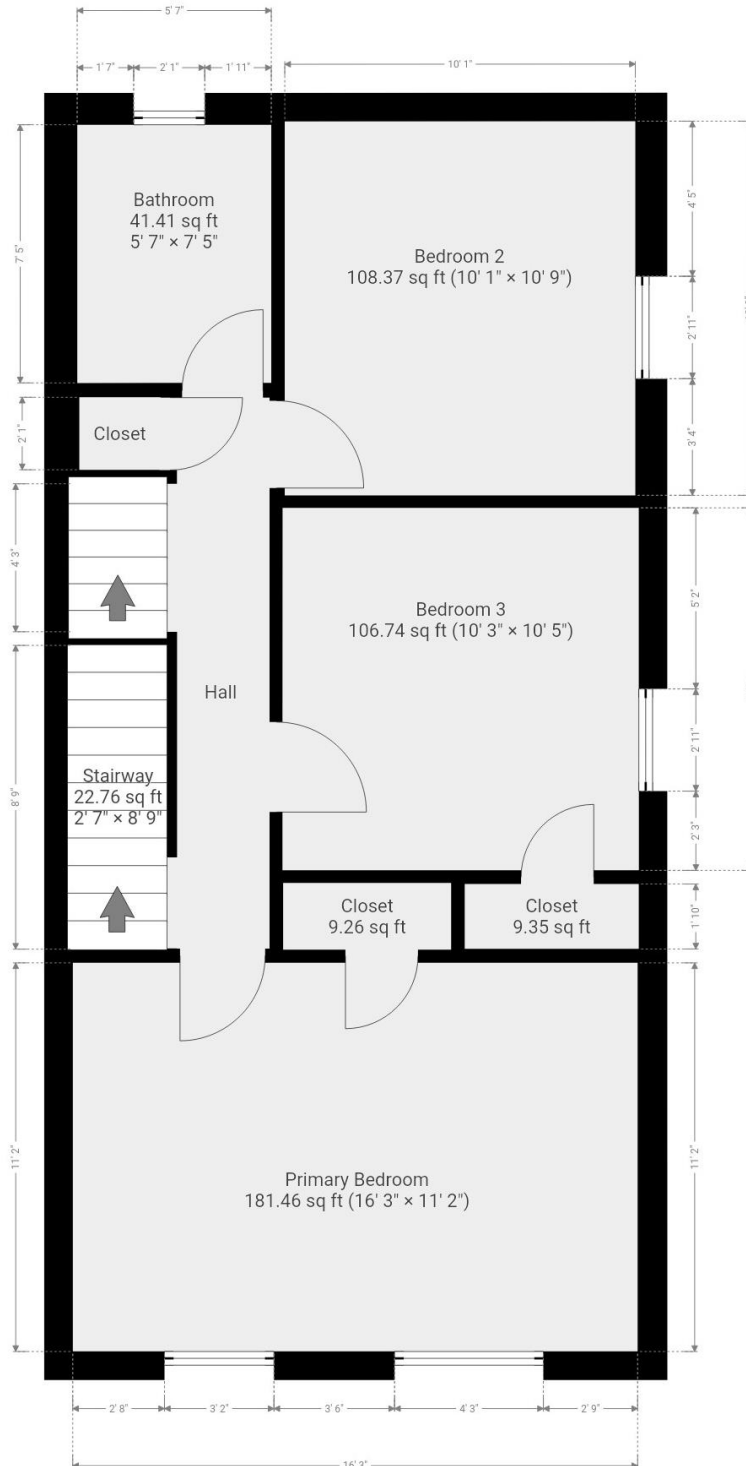 5' 7"
1' 7" 2' 1" 1' 11" 10' 1"
Bathroom
41.41 sq ft
5' 7" × 7' 5"
7' 5"
4' 5"
Bedroom 2
108.37 sq ft (10' 1" × 10' 9")
2' 11"
3' 4"
Closet
2' 1"
4' 3"
5' 2"
Bedroom 3
106.74 sq ft (10' 3" × 10' 5")
Hall
2' 11"
Stairway
22.76 sq ft
2' 7" × 8' 9"
8' 9"
2' 3"
Closet
9.26 sq ft
Closet
9.35 sq ft
1' 10"
11' 2"
Primary Bedroom
181.46 sq ft (16' 3" × 11' 2")
11' 2"
2' 8" 3' 2" 3' 6" 4' 3" 2' 9"
16' 3"